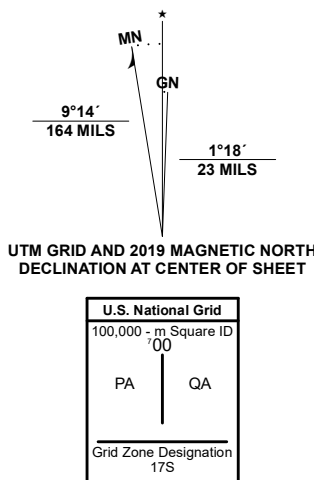 ★
MN
GN
9°14´
164 MILS
1°18´
23 MILS
UTM GRID AND 2019 MAGNETIC NORTH
DECLINATION AT CENTER OF SHEET
U.S. National Grid
100,000 - m Square ID
⁷00
PA QA
Grid Zone Designation
17S